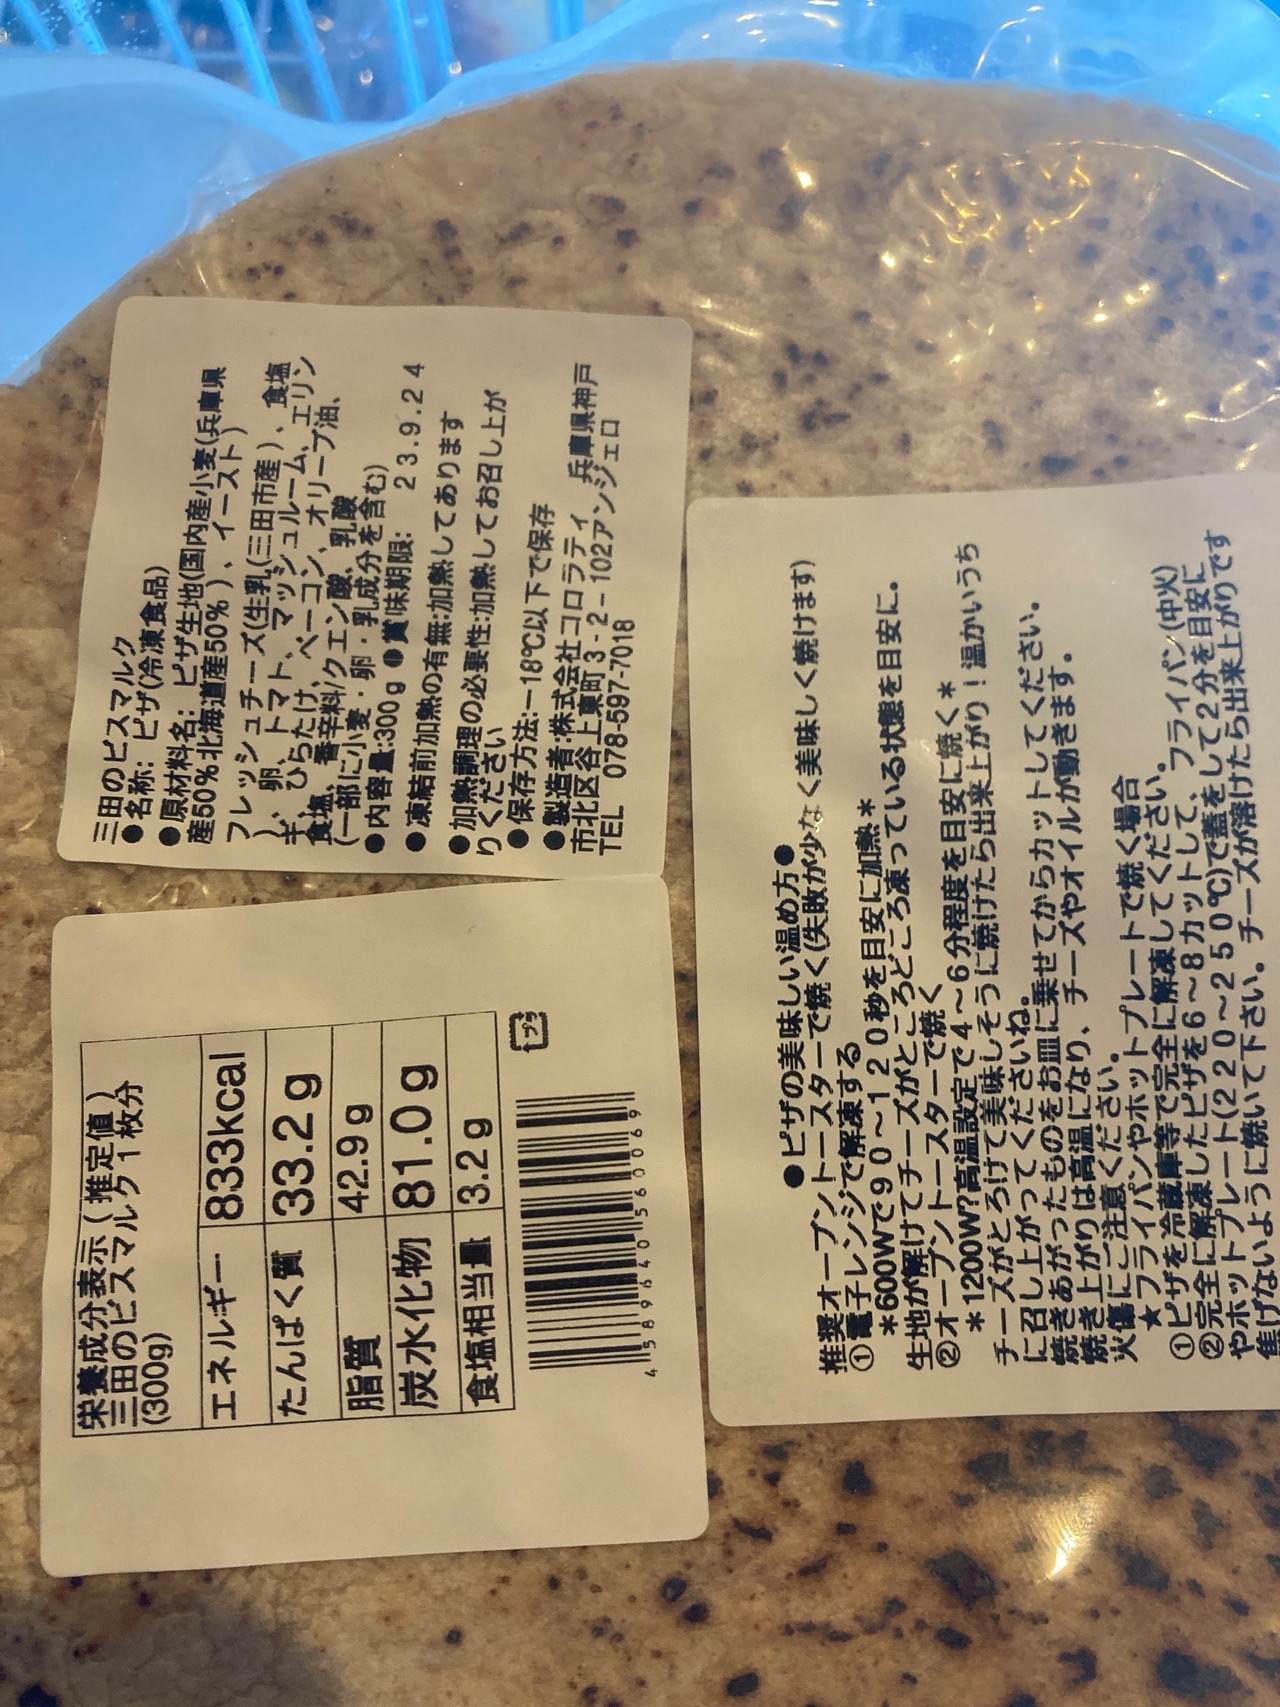 三田のビスマルク
●名称: ピザ(冷凍食品)
●原材料名: ピザ生地(国内産小麦(兵庫県
産50%北海道産50%)、イースト)
フレッシュチーズ(生乳(三田市産)、食塩
)、卵、トマト、マッシュルーム、エリン
ギ、ひらたけ、ベーコン、オリーブ油、
食塩、香辛料/クエン酸、乳酸
(一部に小麦・卵・乳成分を含む)
●内容量:300g ●賞味期限: 23.9.24
●凍結前加熱の有無:加熱してあります
●加熱調理の必要性:加熱してお召し上が
りください
●保存方法:－18℃以下で保存
●製造者:株式会社コロラティ 兵庫県神戸
市北区谷上東町3-2-102アンジェロ
TEL 078-597-7018
栄養成分表示(推定値)
三田のビスマルク1枚分
(300g)
エネルギー 833kcal
たんぱく質 33.2g
脂質 42.9g
炭水化物 81.0g
食塩相当量 3.2g
プラ
4589640560069
●ピザの美味しい温め方●
推奨オーブントースターで焼く(失敗が少なく美味しく焼けます)
①電子レンジで解凍する
＊600Wで90～120秒を目安に加熱＊
生地が解けてチーズがところどころ凍っている状態を目安に。
②オーブントースターで焼く
＊1200W?高温設定で4～6分程度を目安に焼く＊
チーズがとろけて美味しそうに焼けたら出来上がり！温かいうち
に召し上がってくださいね。
焼きあがったものをお皿に乗せてからカットしてください。
焼き上がりは高温になり、チーズやオイルが動きます。
火傷にご注意ください。
★フライパンやホットプレートで焼く場合
①ピザを冷蔵庫等で完全に解凍してください。
②完全に解凍したピザを6～8カットして、フライパン(中火)
やホットプレート(220～250℃)で蓋をして2分を目安に
焦げないように焼いて下さい。チーズが溶けたら出来上がりです